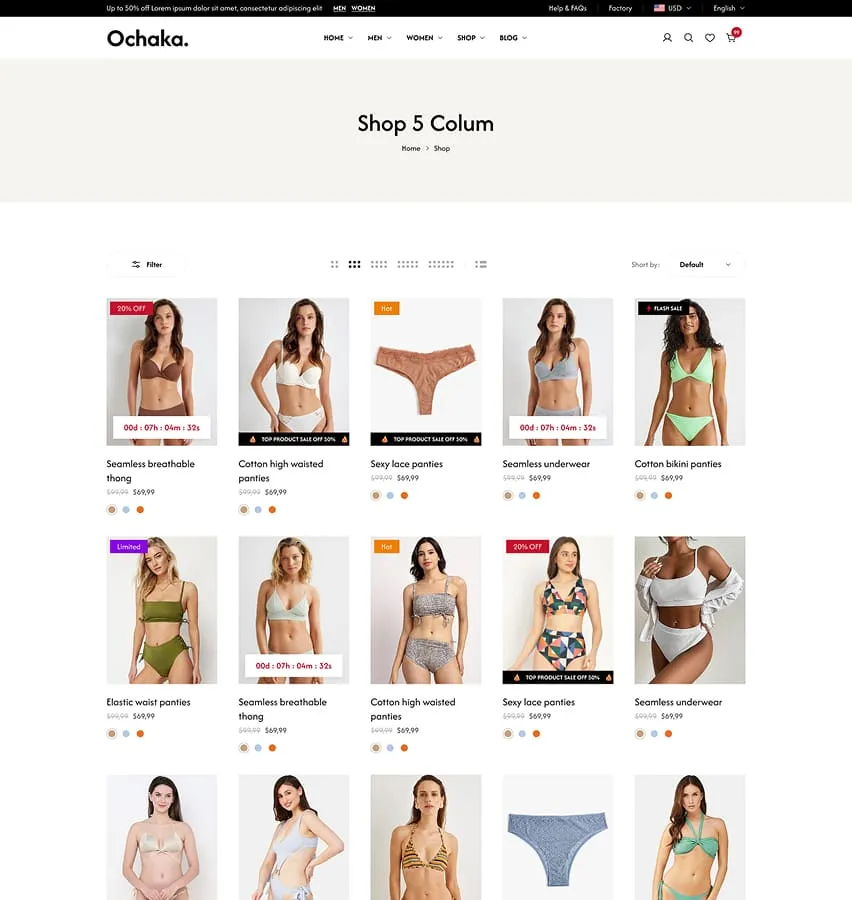 Up to 50% off Lorem ipsum dolor sit amet, consectetur adipiscing elit MEN WOMEN Help & FAQs Factory USD English
Ochaka. HOME MEN WOMEN SHOP BLOG 99
Shop 5 Colum
Home > Shop
Filter Short by: Default
20% OFF
00d : 07h : 04m : 32s
Seamless breathable
thong
$99,99 $69,99
TOP PRODUCT SALE OFF 50%
Cotton high waisted
panties
$99,99 $69,99
Hot
TOP PRODUCT SALE OFF 50%
Sexy lace panties
$99,99 $69,99
00d : 07h : 04m : 32s
Seamless underwear
$99,99 $69,99
FLASH SALE
Cotton bikini panties
$99,99 $69,99
Limited
Elastic waist panties
$99,99 $69,99
00d : 07h : 04m : 32s
Seamless breathable
thong
$99,99 $69,99
Hot
Cotton high waisted
panties
$99,99 $69,99
20% OFF
TOP PRODUCT SALE OFF 50%
Sexy lace panties
$99,99 $69,99
Seamless underwear
$99,99 $69,99